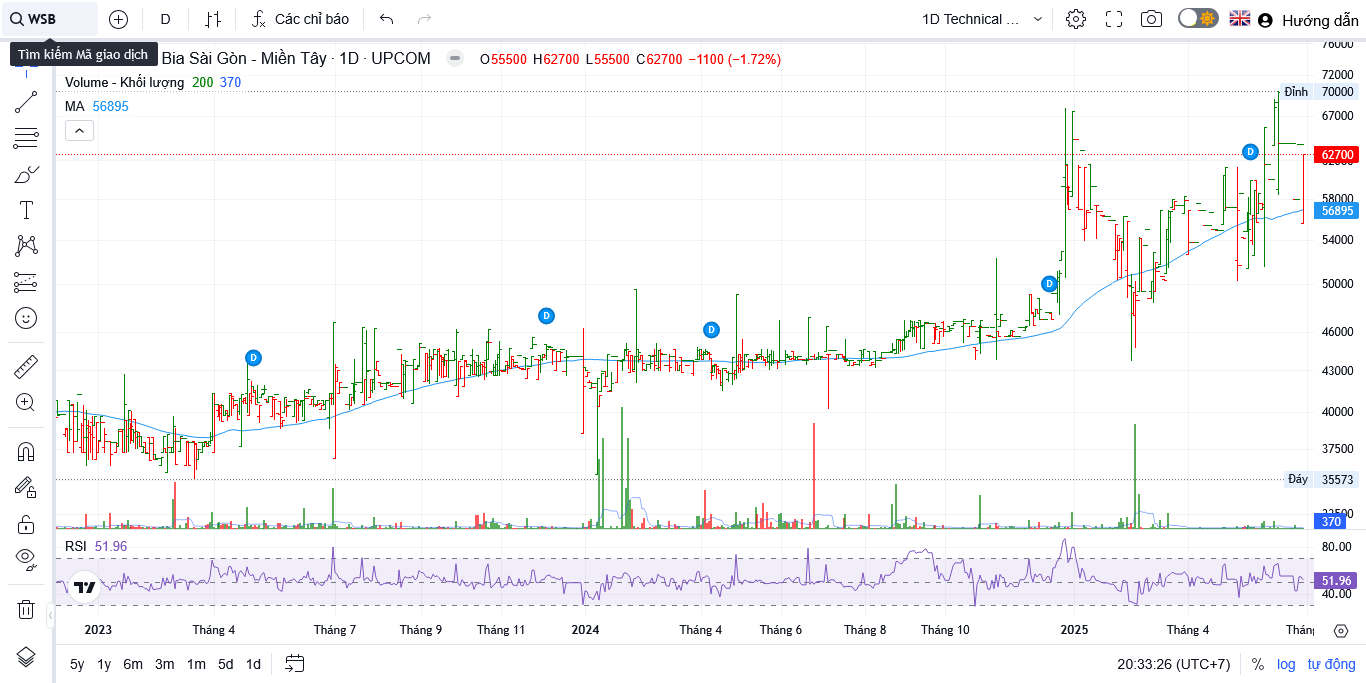 WSB
D
Các chỉ báo
1D Technical ...
Hướng dẫn
Tìm kiếm Mã giao dịch
Bia Sài Gòn - Miền Tây · 1D · UPCOM
O55500 H62700 L55500 C62700 −1100 (−1.72%)
Volume - Khối lượng 200 370
MA 56895
76000
72000
Đỉnh 70000
67000
62700
58000
56895
54000
50000
46000
43000
40000
37500
Đáy 35573
370
D
D
D
D
D
RSI 51.96
80.00
51.96
40.00
2023 Tháng 4 Tháng 7 Tháng 9 Tháng 11 2024 Tháng 4 Tháng 6 Tháng 8 Tháng 10 2025 Tháng 4 Tháng
5y 1y 6m 3m 1m 5d 1d
20:33:26 (UTC+7) % log tự động